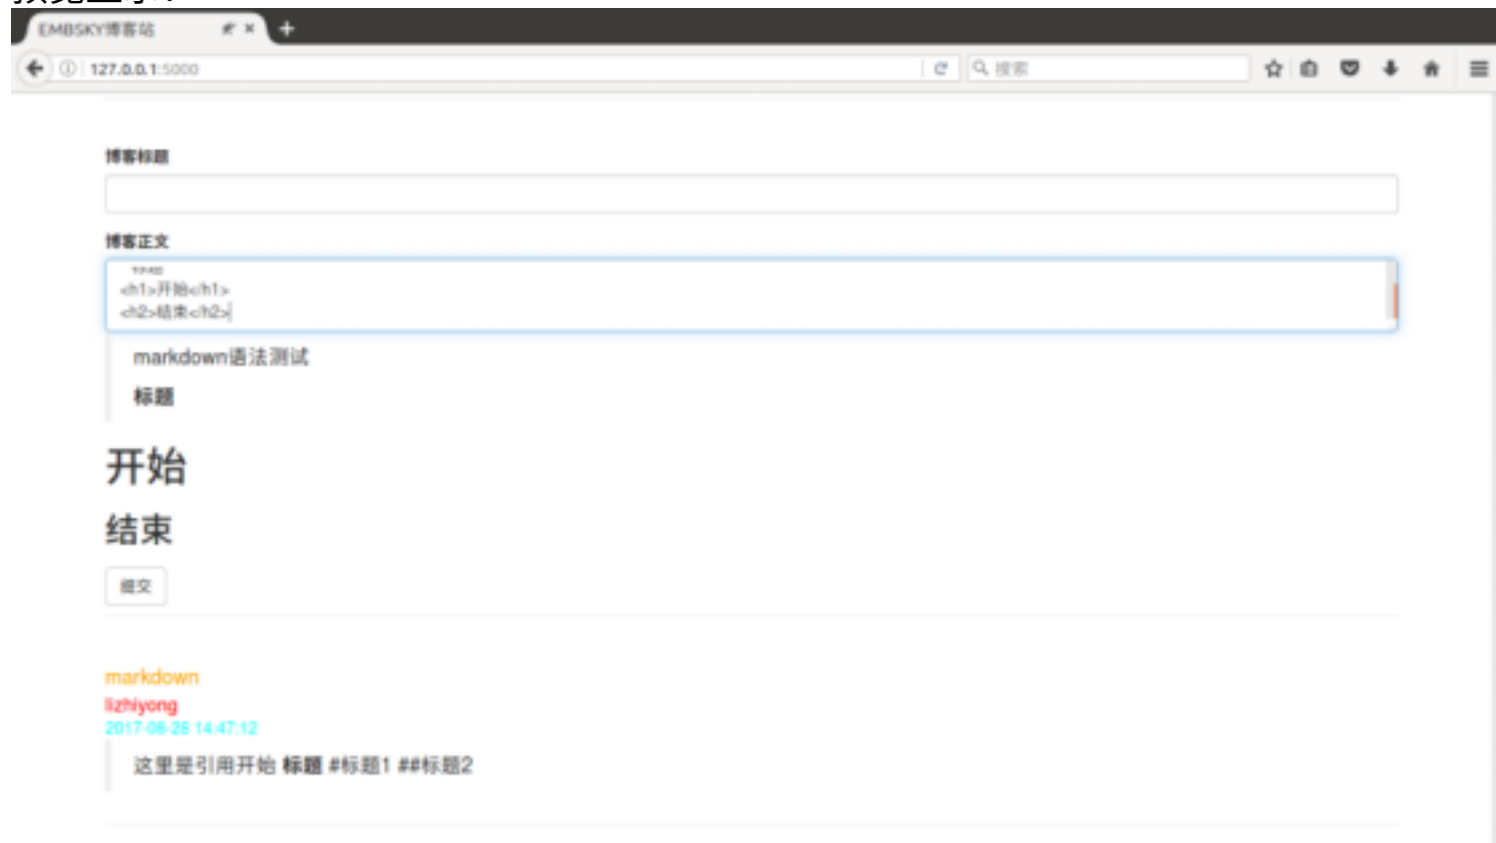 EMBSKY博客站
127.0.0.1:5000
搜索
博客标题
博客正文
<h1>开始</h1>
<h2>结束</h2>
markdown语法测试
标题
开始
结束
提交
markdown
lizhiyong
2017-08-28 14:47:12
这里是引用开始 标题 #标题1 ##标题2